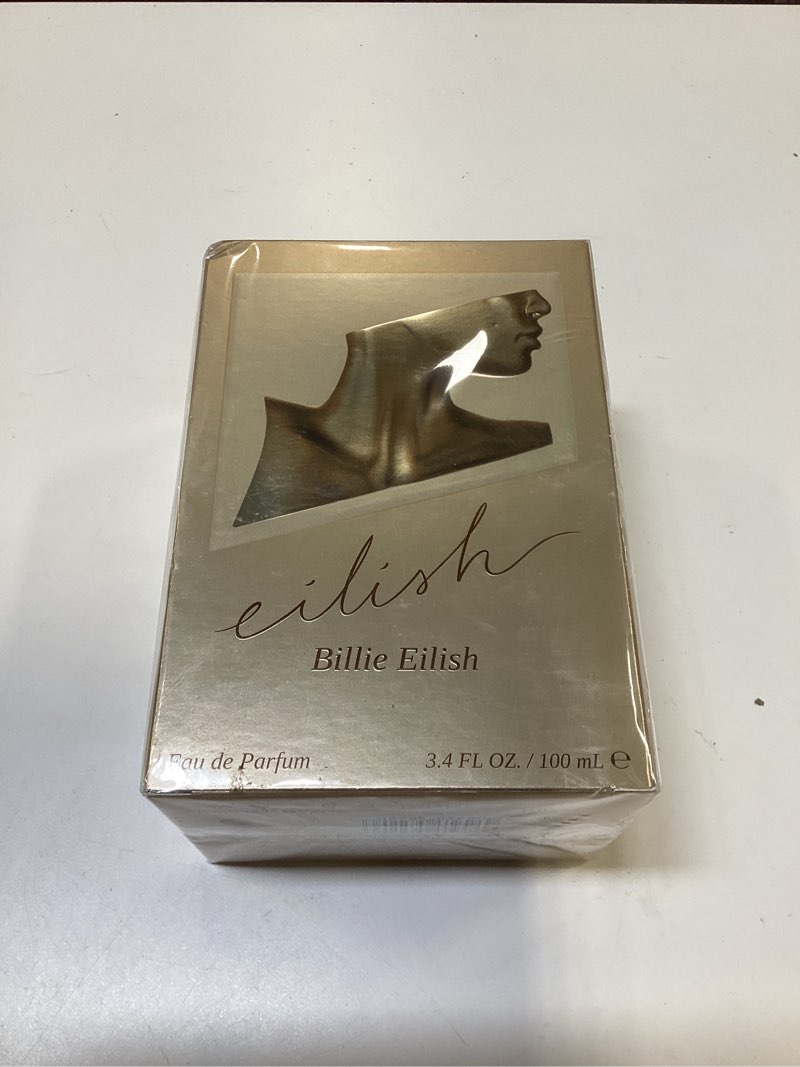 eilish
Billie Eilish
Eau de Parfum 3.4 FL OZ. / 100 mL ℮